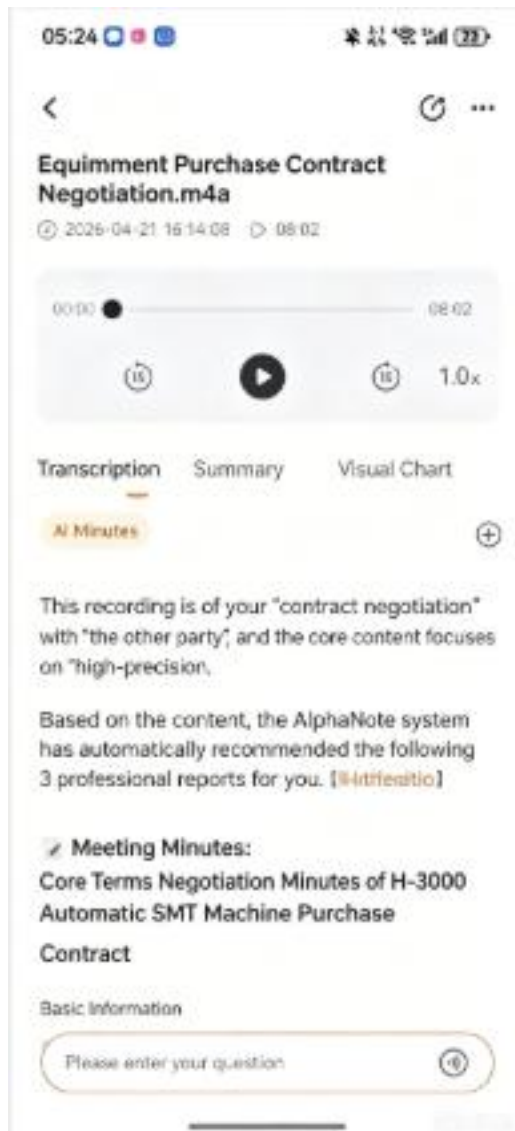 05:24
22
Equimment Purchase Contract
Negotiation.m4a
2026-04-21 16:14:08 08:02
00:00 08:02
15 15 1.0x
Transcription Summary Visual Chart
AI Minutes
This recording is of your "contract negotiation"
with "the other party", and the core content focuses
on "high-precision,
Based on the content, the AlphaNote system
has automatically recommended the following
3 professional reports for you.
Meeting Minutes:
Core Terms Negotiation Minutes of H-3000
Automatic SMT Machine Purchase
Contract
Basic Information
Please enter your question